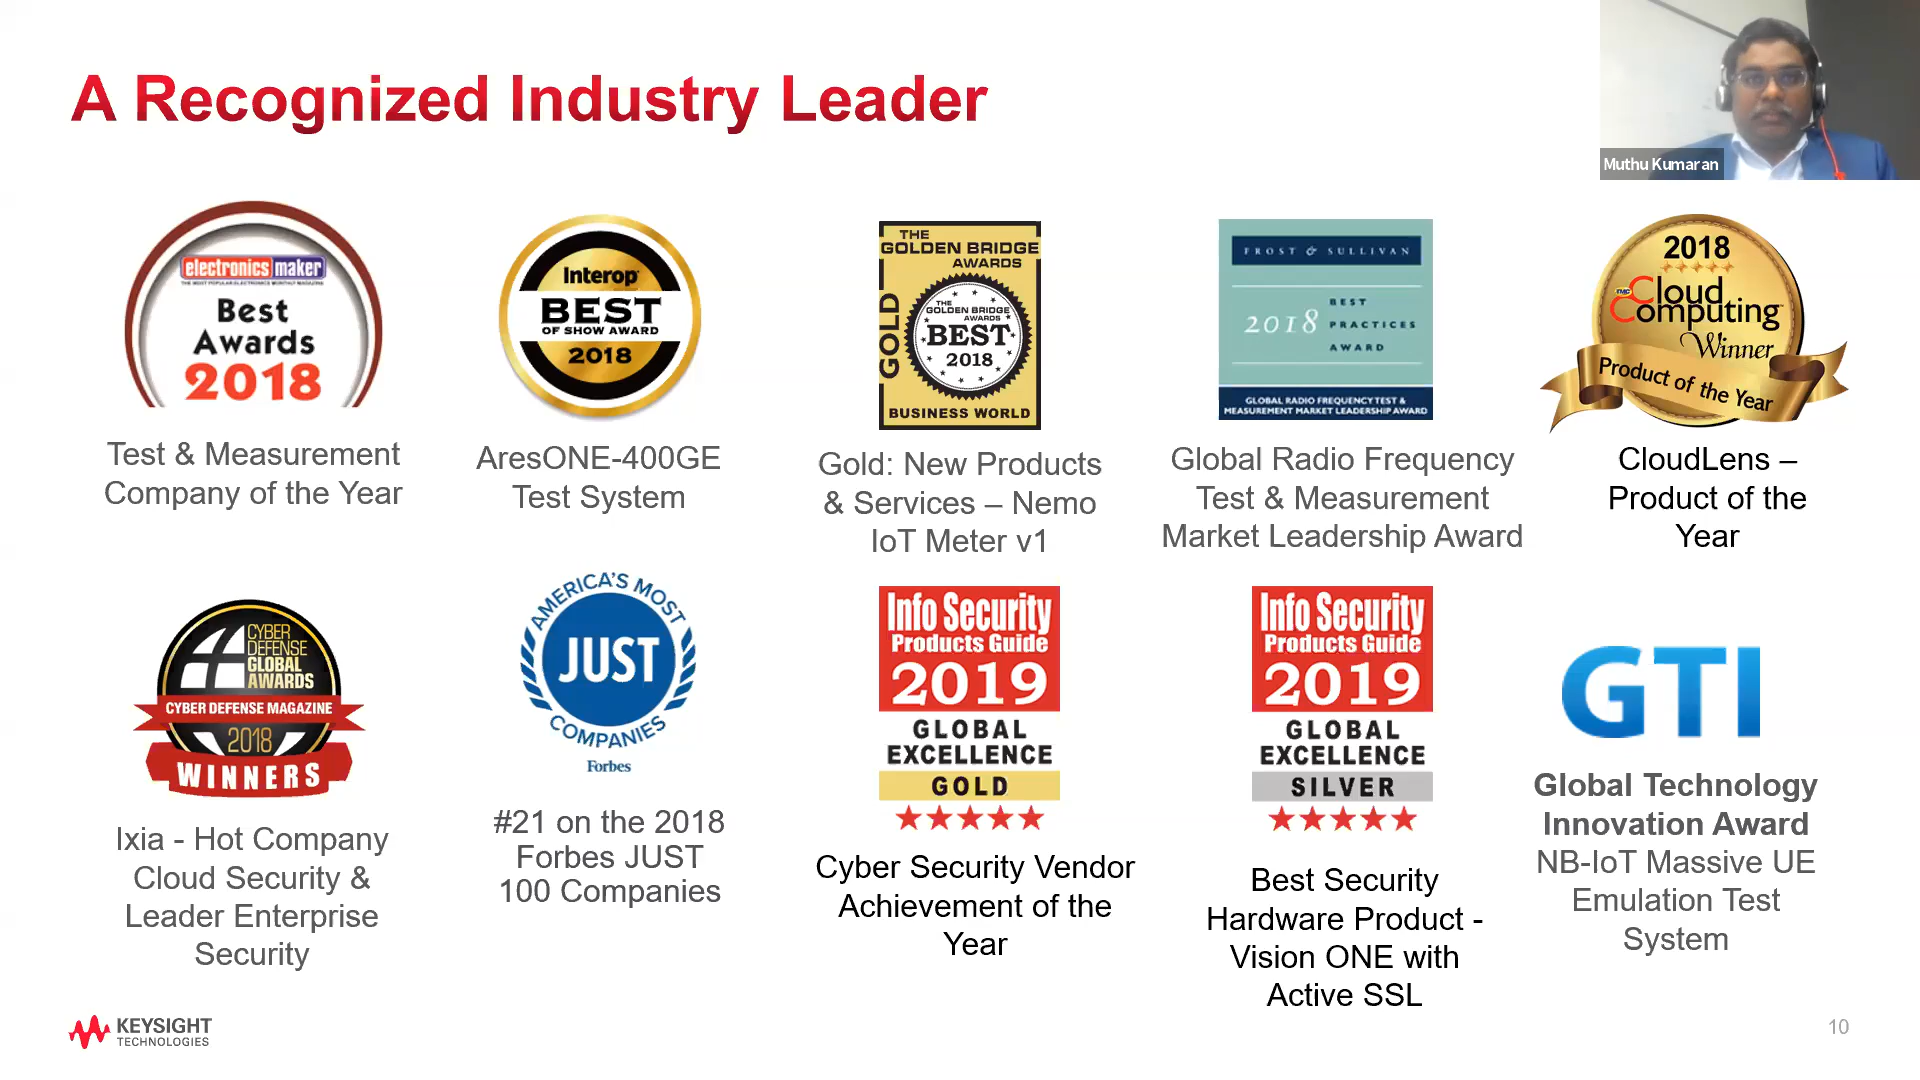 A Recognized Industry Leader
Muthu Kumaran
electronics maker
THE MOST POPULAR ELECTRONICS MONTHLY MAGAZINE
Best
Awards
2018
Test & Measurement
Company of the Year
Interop
BEST
OF SHOW AWARD
2018
AresONE-400GE
Test System
THE
GOLDEN BRIDGE
AWARDS
GOLD
THE
GOLDEN BRIDGE
AWARDS
BEST
2018
BUSINESS WORLD
Gold: New Products
& Services – Nemo
IoT Meter v1
FROST & SULLIVAN
2018
BEST
PRACTICES
AWARD
GLOBAL RADIO FREQUENCY TEST &
MEASUREMENT MARKET LEADERSHIP AWARD
Global Radio Frequency
Test & Measurement
Market Leadership Award
2018
TMC
Cloud
Computing
Winner
Product of the Year
CloudLens –
Product of the
Year
CYBER
DEFENSE
GLOBAL
AWARDS
CYBER DEFENSE MAGAZINE
2018
WINNERS
Ixia - Hot Company
Cloud Security &
Leader Enterprise
Security
AMERICA'S MOST
JUST
COMPANIES
Forbes
#21 on the 2018
Forbes JUST
100 Companies
Info Security
Products Guide
2019
GLOBAL
EXCELLENCE
GOLD
Cyber Security Vendor
Achievement of the
Year
Info Security
Products Guide
2019
GLOBAL
EXCELLENCE
SILVER
Best Security
Hardware Product -
Vision ONE with
Active SSL
GTI
Global Technology
Innovation Award
NB-IoT Massive UE
Emulation Test
System
KEYSIGHT
TECHNOLOGIES
10